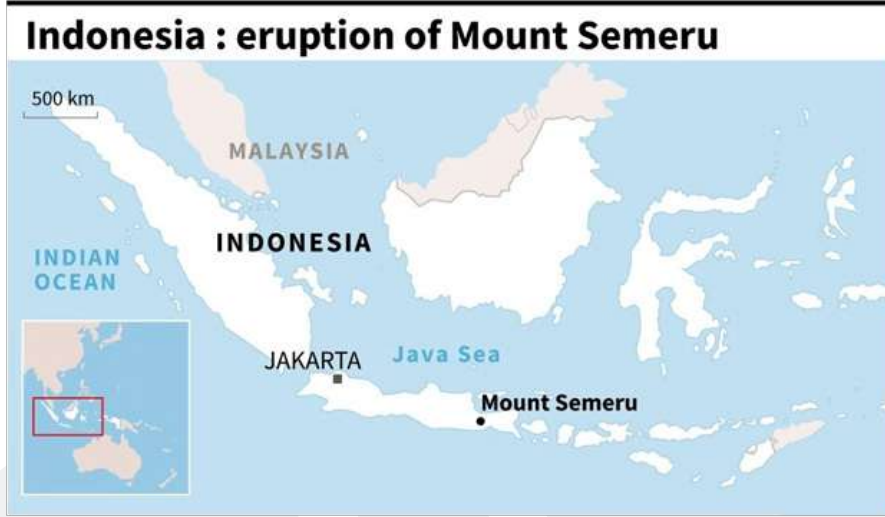 Indonesia : eruption of Mount Semeru
500 km
MALAYSIA
INDONESIA
INDIAN
OCEAN
JAKARTA
Java Sea
Mount Semeru